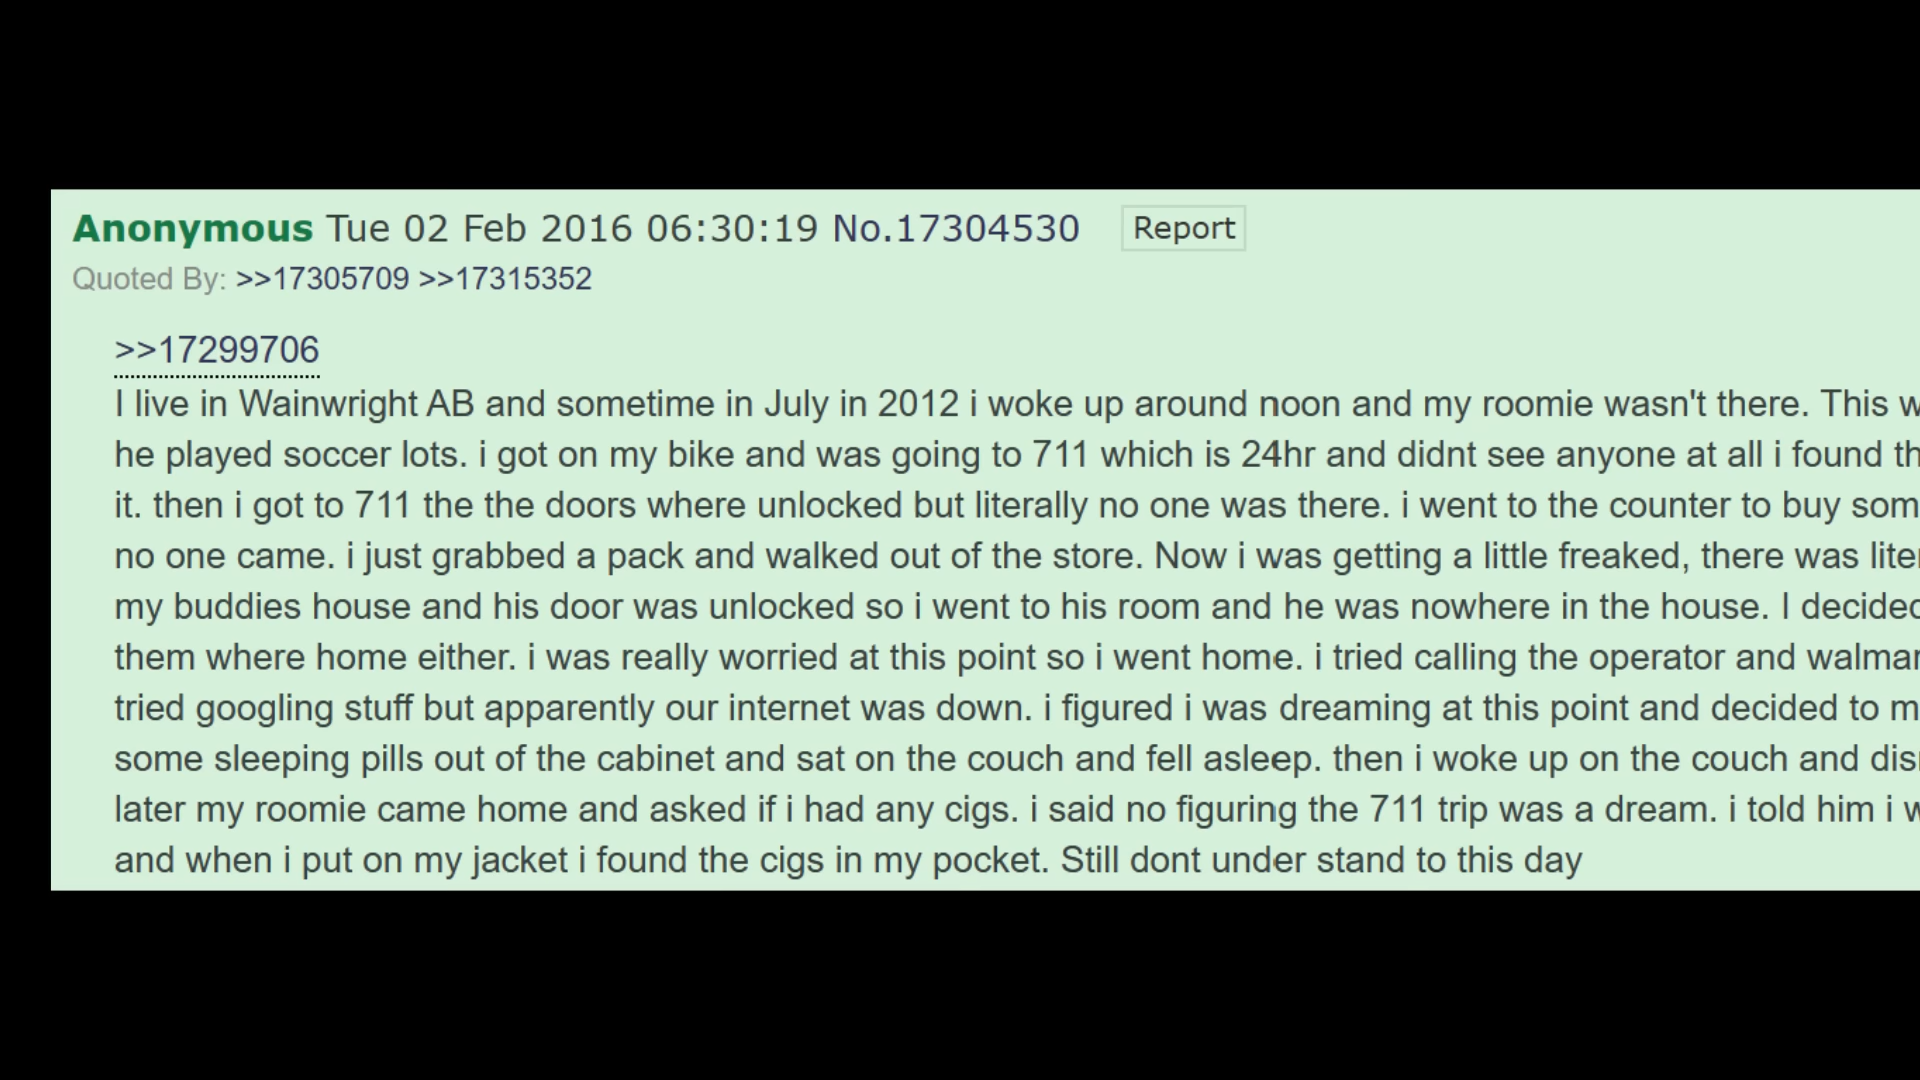 Anonymous Tue 02 Feb 2016 06:30:19 No.17304530 Report
Quoted By: >>17305709 >>17315352
>>17299706
I live in Wainwright AB and sometime in July in 2012 i woke up around noon and my roomie wasn't there. This
he played soccer lots. i got on my bike and was going to 711 which is 24hr and didnt see anyone at all i found
it. then i got to 711 the the doors where unlocked but literally no one was there. i went to the counter to buy
no one came. i just grabbed a pack and walked out of the store. Now i was getting a little freaked, there was
my buddies house and his door was unlocked so i went to his room and he was nowhere in the house. I
them where home either. i was really worried at this point so i went home. i tried calling the operator and
tried googling stuff but apparently our internet was down. i figured i was dreaming at this point and decided to
some sleeping pills out of the cabinet and sat on the couch and fell asleep. then i woke up on the couch and
later my roomie came home and asked if i had any cigs. i said no figuring the 711 trip was a dream. i told him i
and when i put on my jacket i found the cigs in my pocket. Still dont under stand to this day